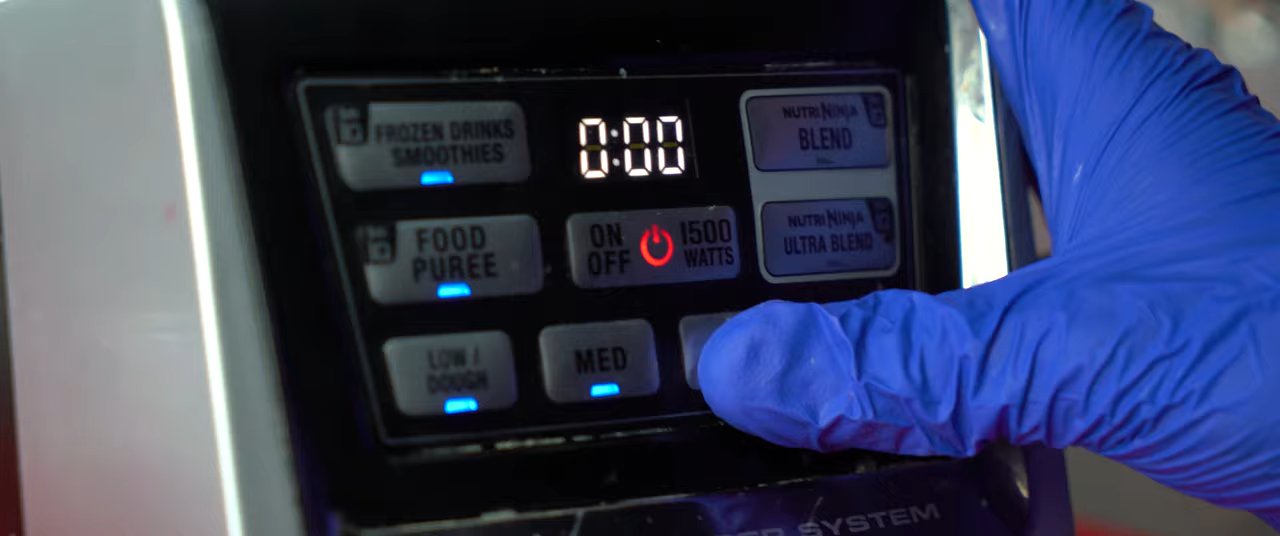 FROZEN DRINKS
SMOOTHIES
0:00
NUTRI NINJA
BLEND
FOOD
PUREE
ON
OFF
1500
WATTS
NUTRI NINJA
ULTRA BLEND
LOW /
DOUGH
MED
SYSTEM